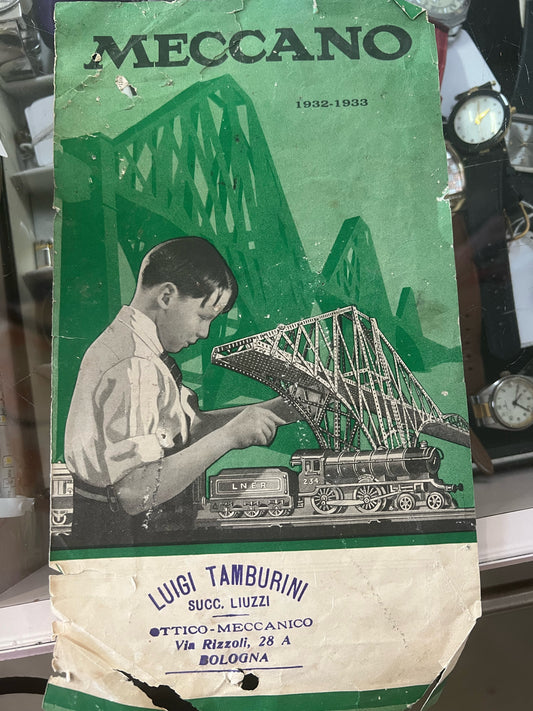 MECCANO
1932-1933
LNER
234
LUIGI TAMBURINI
SUCC. LIUZZI
OTTICO-MECCANICO
Via Rizzoli, 28 A
BOLOGNA